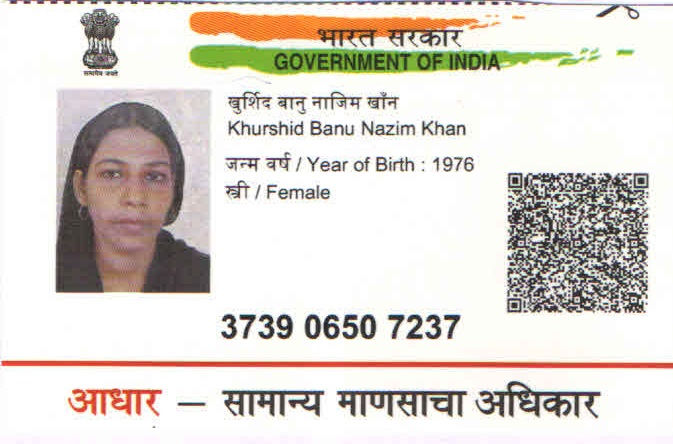 भारत सरकार
GOVERNMENT OF INDIA
सत्यमेव जयते
खुर्शिद बानु नाजिम खाँन
Khurshid Banu Nazim Khan
जन्म वर्ष / Year of Birth : 1976
स्त्री / Female
3739 0650 7237
आधार – सामान्य माणसाचा अधिकार